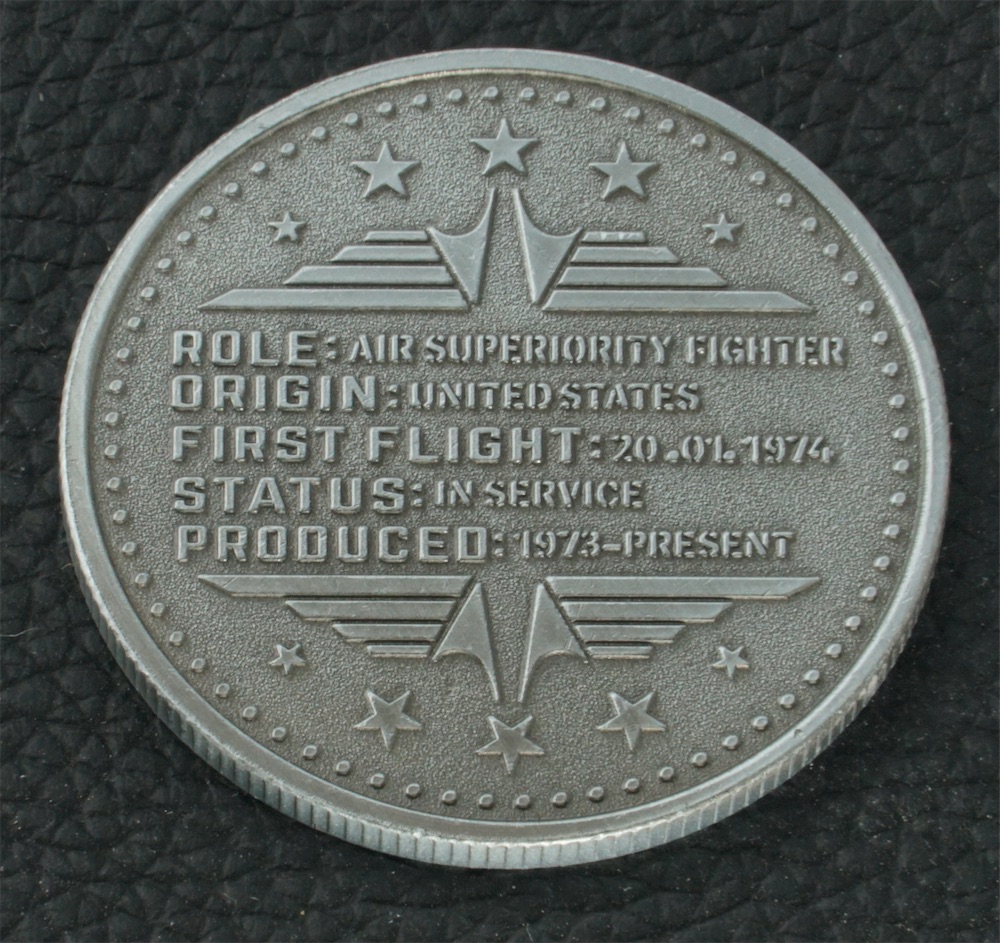 ROLE: AIR SUPERIORITY FIGHTER
ORIGIN: UNITED STATES
FIRST FLIGHT: 20.01.1974
STATUS: IN SERVICE
PRODUCED: 1973-PRESENT